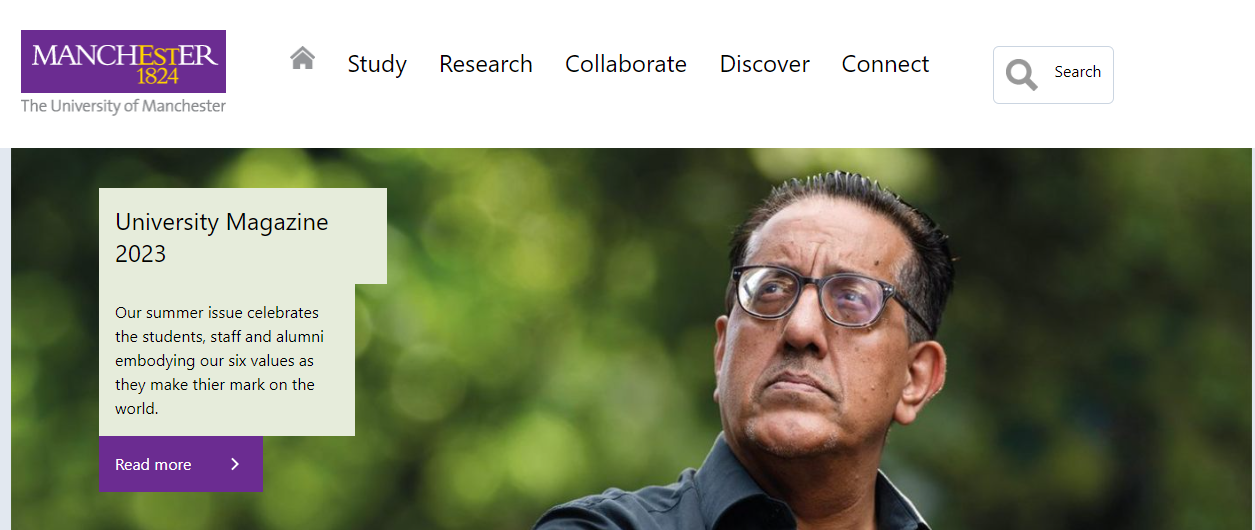 MANCHEsTER
1824
The University of Manchester
Study Research Collaborate Discover Connect
Search
University Magazine
2023
Our summer issue celebrates
the students, staff and alumni
embodying our six values as
they make thier mark on the
world.
Read more